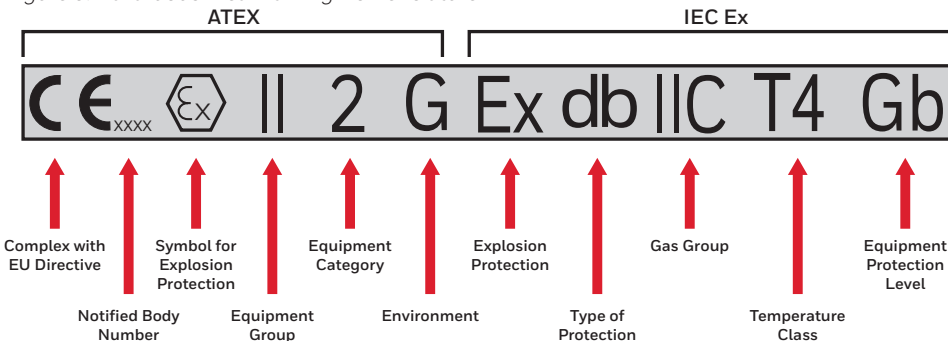 ATEX
IEC Ex
CE xxxx Ex II 2 G Ex db IIC T4 Gb
Complex with
EU Directive
Symbol for
Explosion
Protection
Equipment
Category
Explosion
Protection
Gas Group
Equipment
Protection
Level
Notified Body
Number
Equipment
Group
Environment
Type of
Protection
Temperature
Class